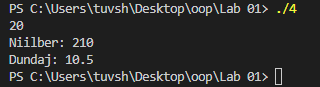 PS C:\Users\tuvsh\Desktop\oop\Lab 01> ./4
20
Niilber: 210
Dundaj: 10.5
PS C:\Users\tuvsh\Desktop\oop\Lab 01>